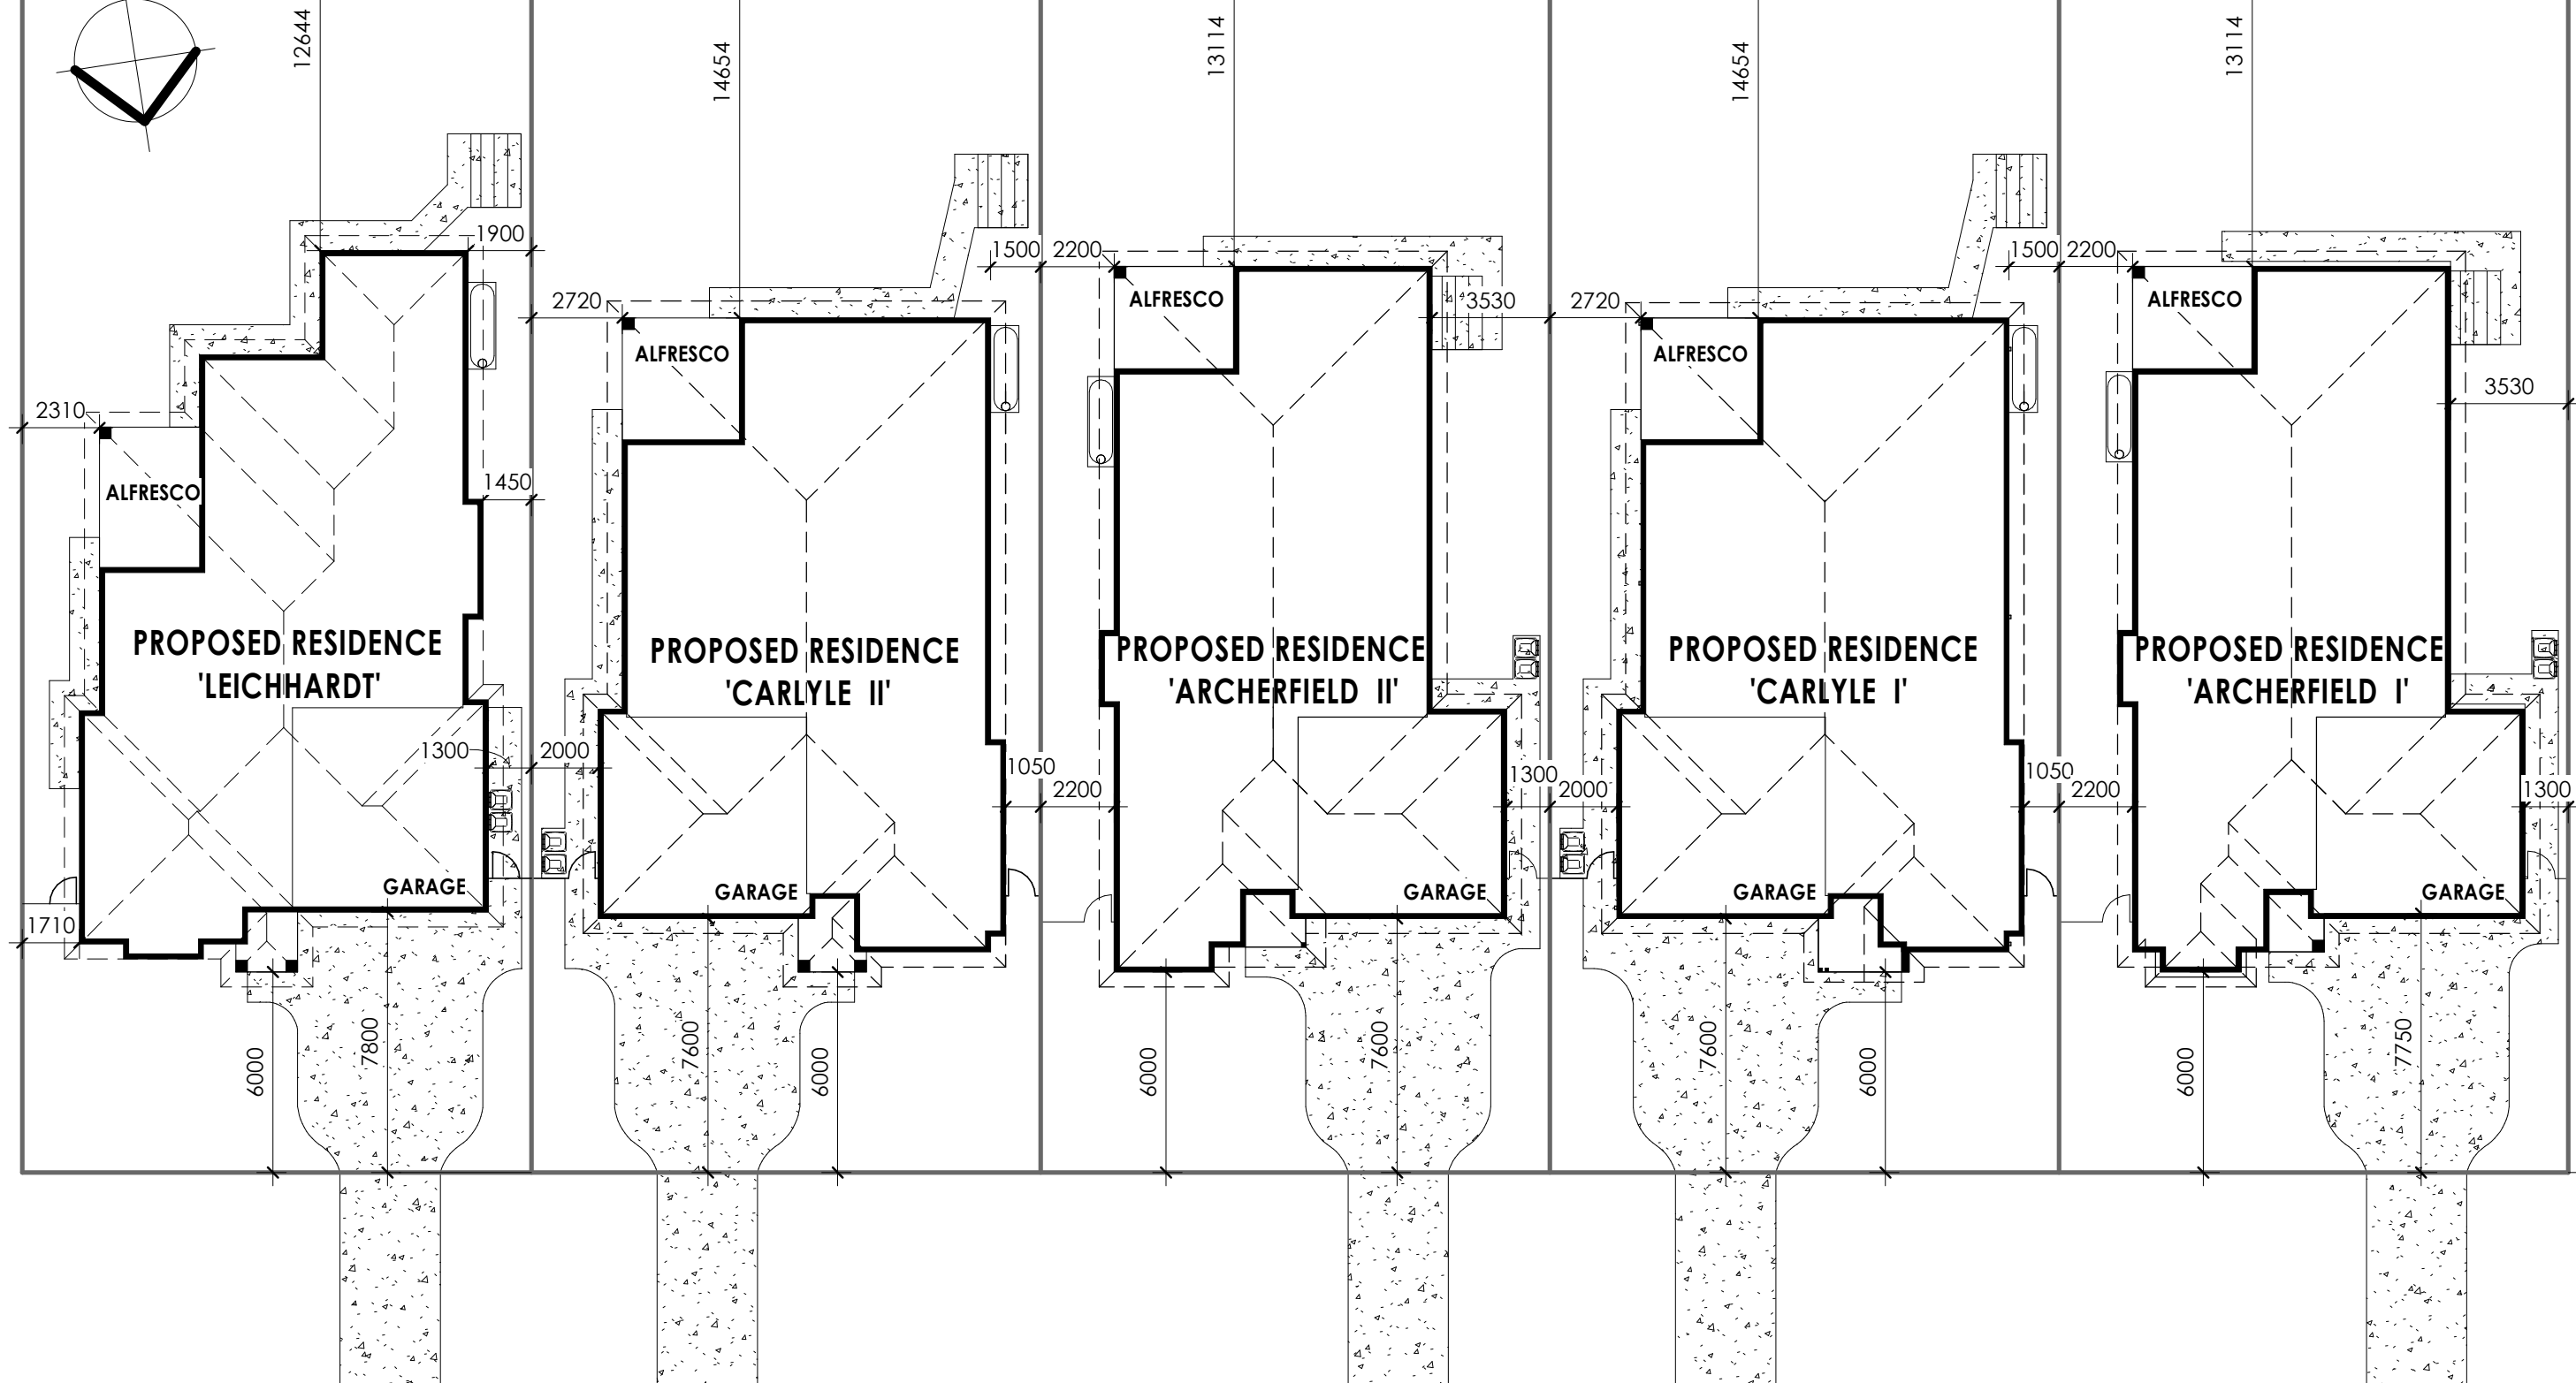 12644
14654
13114
14654
13114
1900
1500 2200
1500 2200
2720
3530
2720
ALFRESCO
ALFRESCO
ALFRESCO
ALFRESCO
3530
2310
1450
ALFRESCO
PROPOSED RESIDENCE
'LEICHHARDT'
PROPOSED RESIDENCE
'CARLYLE II'
PROPOSED RESIDENCE
'ARCHERFIELD II'
PROPOSED RESIDENCE
'CARLYLE I'
PROPOSED RESIDENCE
'ARCHERFIELD I'
1300
2000
1050
2200
1300
2000
1050
2200
1300
GARAGE
GARAGE
GARAGE
GARAGE
GARAGE
1710
6000
7800
7600
6000
6000
7600
7600
6000
6000
7750